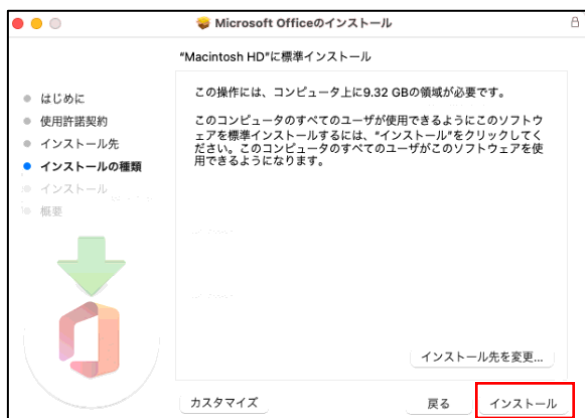 Microsoft Officeのインストール
“Macintosh HD”に標準インストール
はじめに
使用許諾契約
インストール先
インストールの種類
インストール
概要
この操作には、コンピュータ上に9.32 GBの領域が必要です。
このコンピュータのすべてのユーザが使用できるようにこのソフトウ
ェアを標準インストールするには、“インストール”をクリックしてく
ださい。このコンピュータのすべてのユーザがこのソフトウェアを使
用できるようになります。
インストール先を変更...
カスタマイズ
戻る
インストール